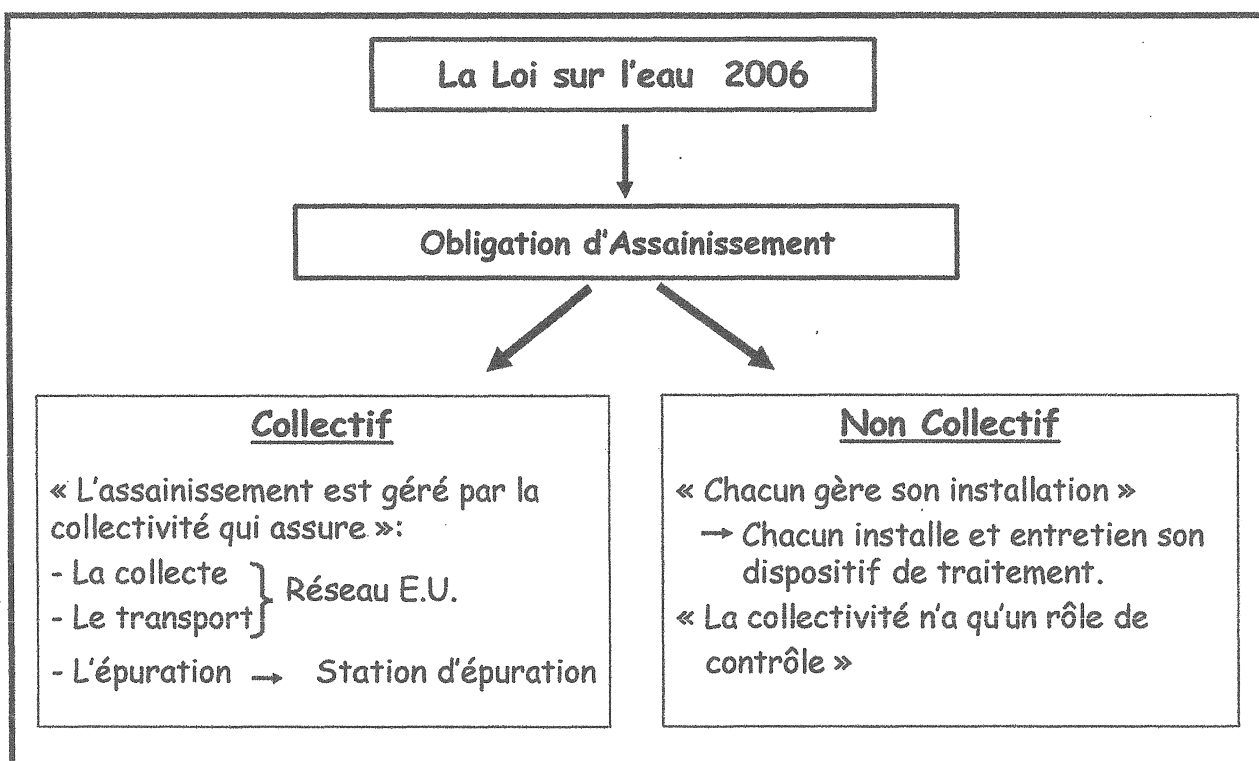 La Loi sur l'eau 2006
Obligation d'Assainissement
Collectif
« L'assainissement est géré par la
collectivité qui assure »:
- La collecte
- Le transport
Réseau E.U.
- L'épuration → Station d'épuration
Non Collectif
« Chacun gère son installation »
→ Chacun installe et entretien son
dispositif de traitement.
« La collectivité n'a qu'un rôle de
contrôle »